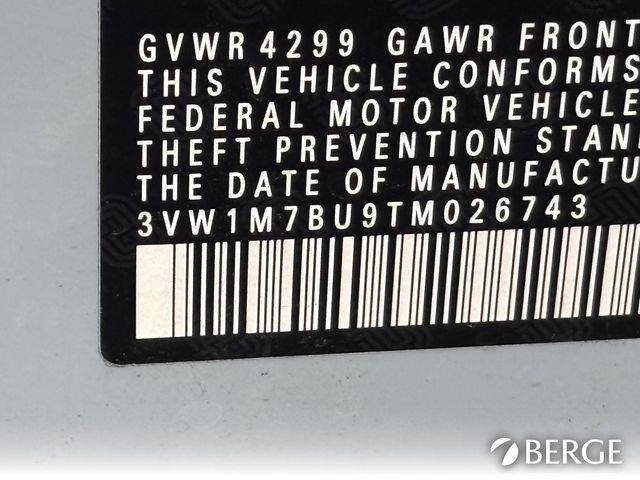 GVWR 4299 GAWR FRONT
THIS VEHICLE CONFORMS
FEDERAL MOTOR VEHICLE
THEFT PREVENTION STAN
THE DATE OF MANUFACTU
3VW1M7BU9TM026743
BERGE